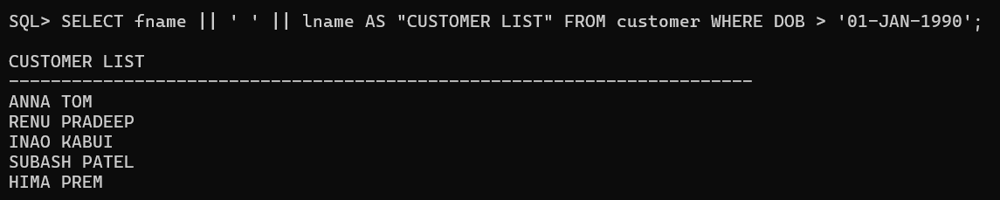 SQL> SELECT fname || ' ' || lname AS "CUSTOMER LIST" FROM customer WHERE DOB > '01-JAN-1990';
CUSTOMER LIST
-----------------------------------------------------------------------
ANNA TOM
RENU PRADEEP
INAO KABUI
SUBASH PATEL
HIMA PREM